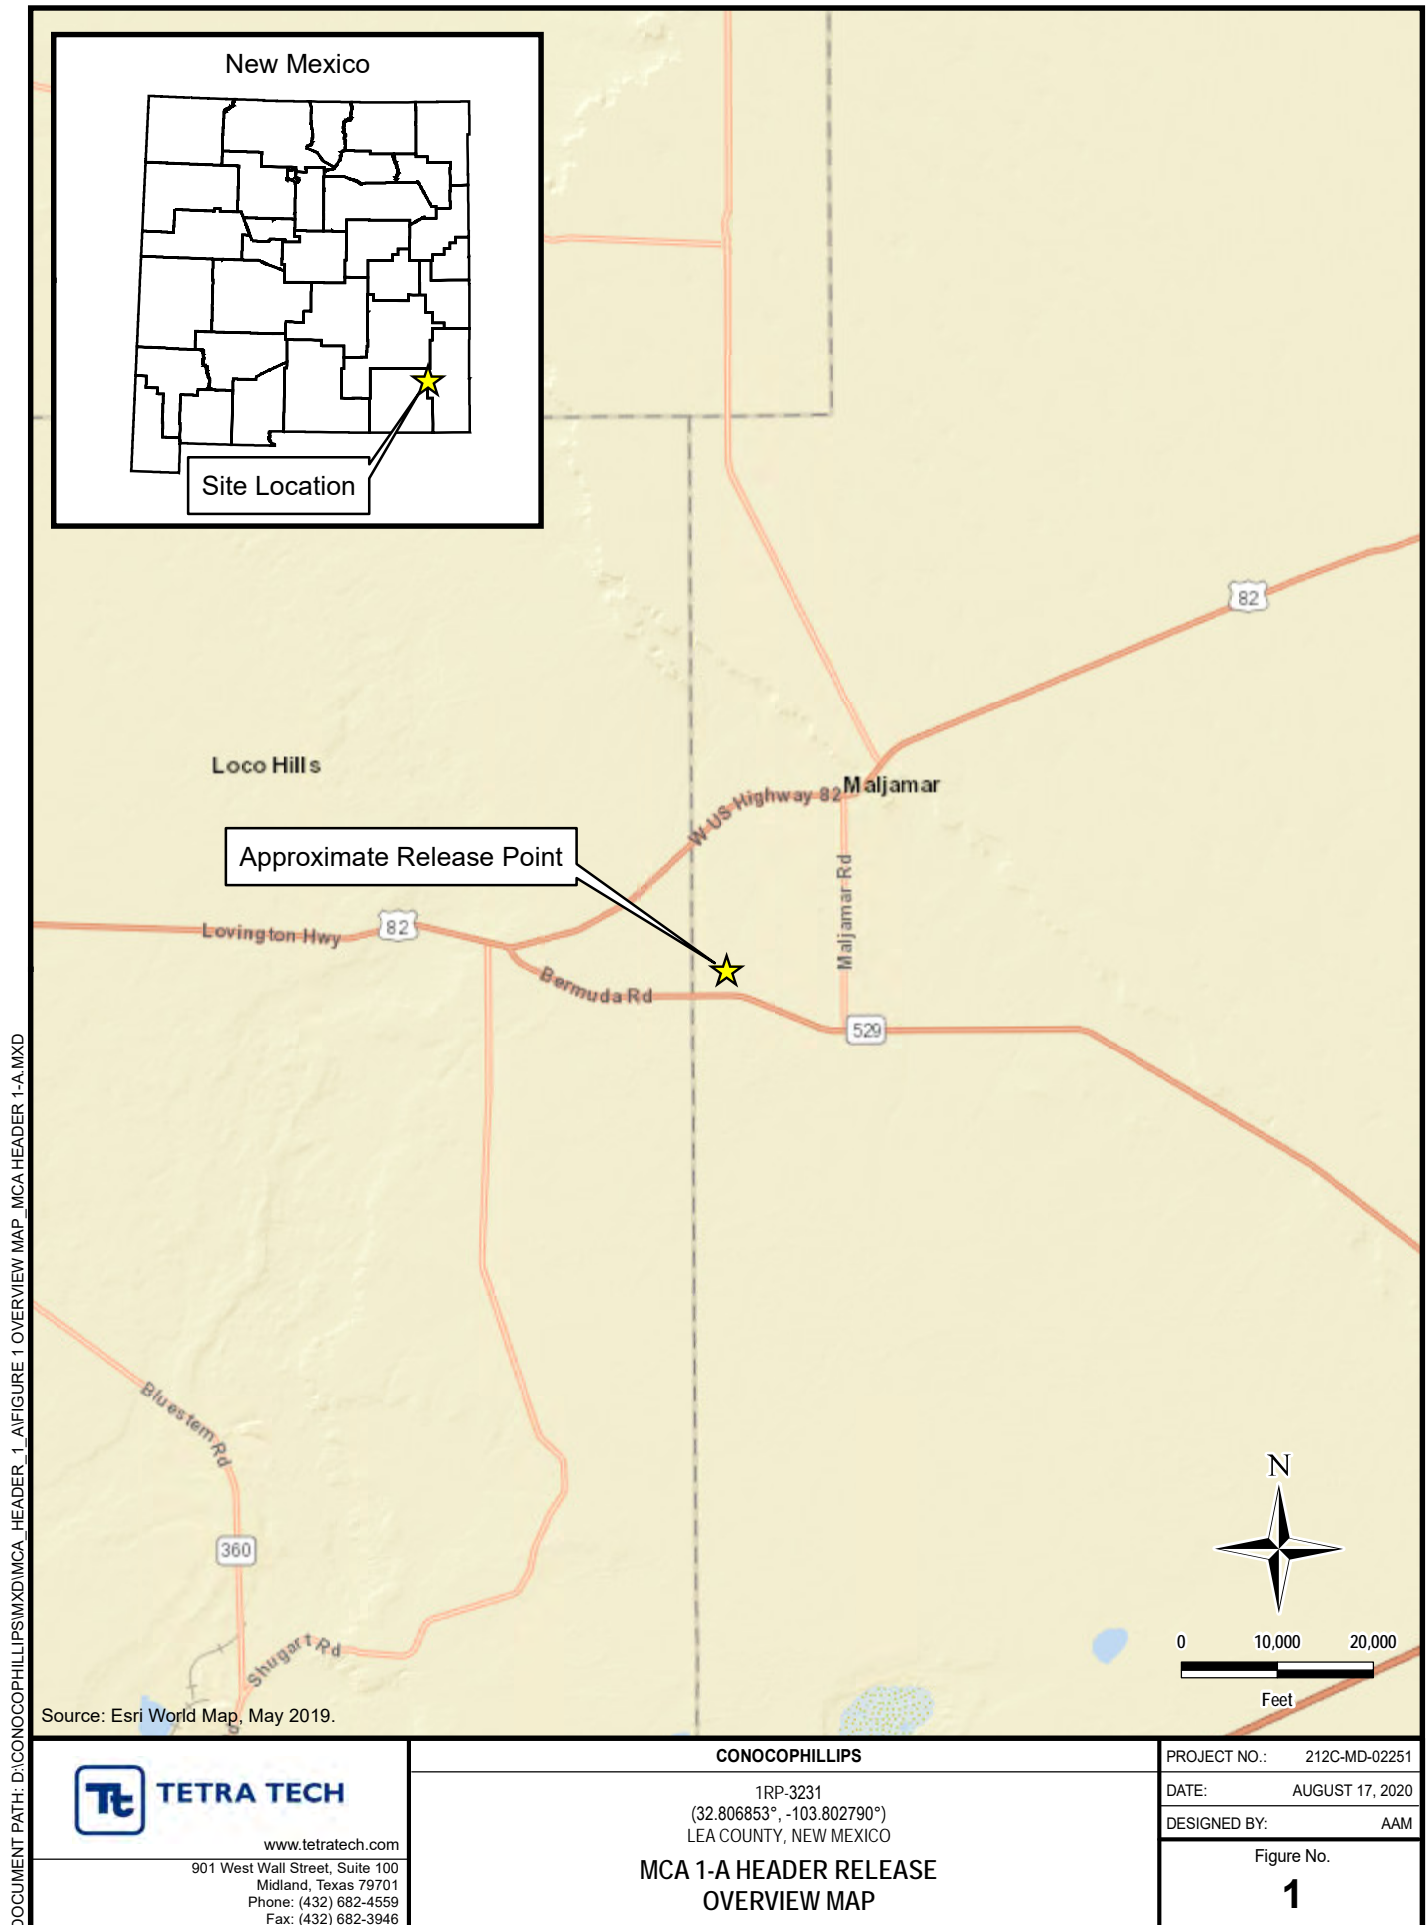 New Mexico
Site Location
82
Loco Hills
Maljamar
W US Highway 82
Approximate Release Point
Maljamar Rd
Lovington Hwy
82
Bermuda Rd
529
Bluestem Rd
360
Shugart Rd
N
0 10,000 20,000
Feet
Source: Esri World Map, May 2019.
DOCUMENT PATH: D:\CONOCOPHILLIPS\MXD\MCA_HEADER_1_A\FIGURE 1 OVERVIEW MAP_MCA HEADER 1-A.MXD
Tt TETRA TECH
www.tetratech.com
901 West Wall Street, Suite 100
Midland, Texas 79701
Phone: (432) 682-4559
Fax: (432) 682-3946
CONOCOPHILLIPS
1RP-3231
(32.806853°, -103.802790°)
LEA COUNTY, NEW MEXICO
MCA 1-A HEADER RELEASE
OVERVIEW MAP
PROJECT NO.: 212C-MD-02251
DATE: AUGUST 17, 2020
DESIGNED BY: AAM
Figure No.
1